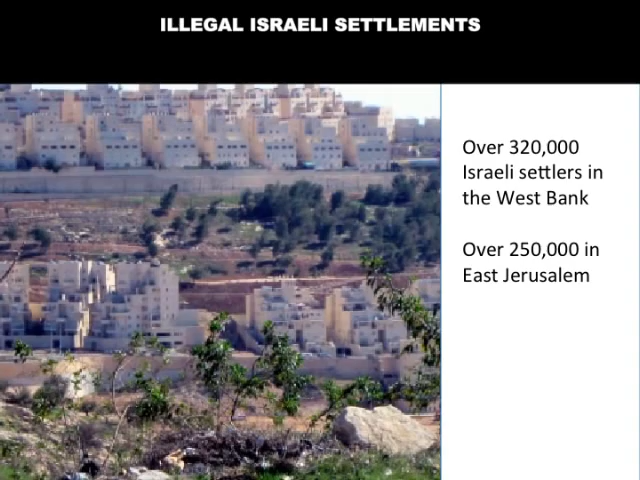 ILLEGAL ISRAELI SETTLEMENTS
Over 320,000
Israeli settlers in
the West Bank
Over 250,000 in
East Jerusalem